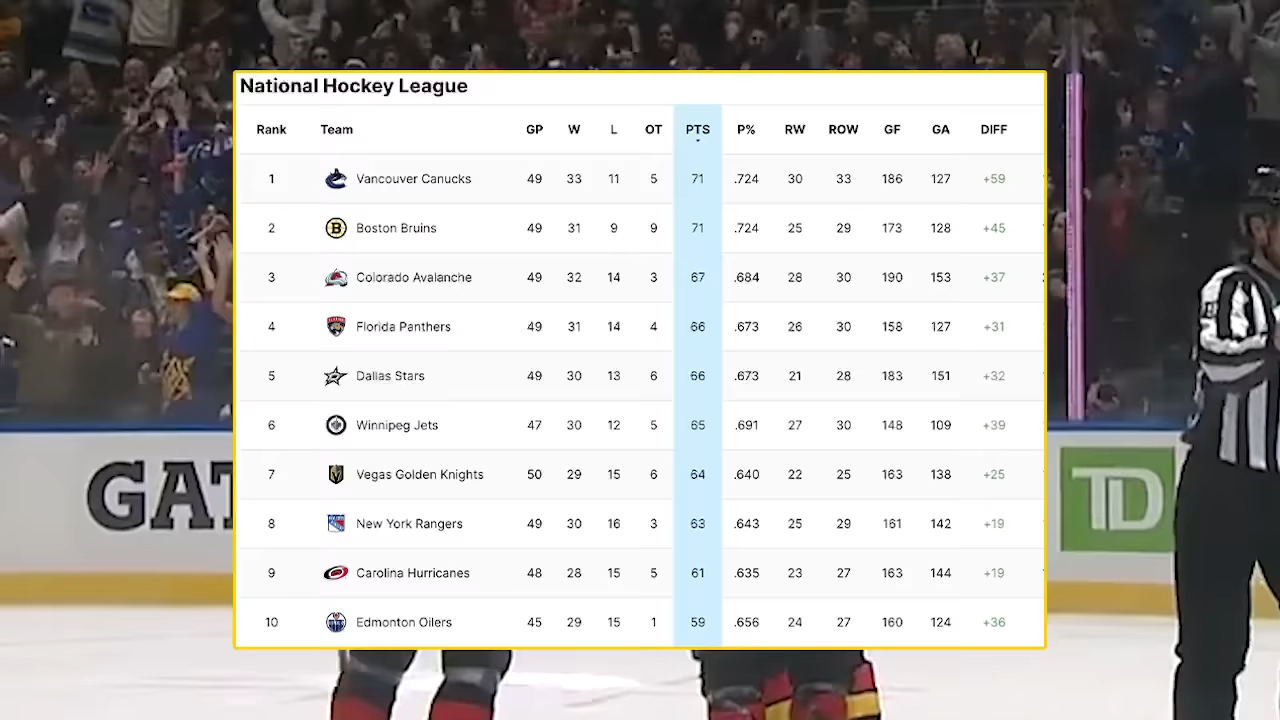 National Hockey League
Rank Team GP W L OT PTS P% RW ROW GF GA DIFF
1 Vancouver Canucks 49 33 11 5 71 .724 30 33 186 127 +59
2 Boston Bruins 49 31 9 9 71 .724 25 29 173 128 +45
3 Colorado Avalanche 49 32 14 3 67 .684 28 30 190 153 +37
4 Florida Panthers 49 31 14 4 66 .673 26 30 158 127 +31
5 Dallas Stars 49 30 13 6 66 .673 21 28 183 151 +32
6 Winnipeg Jets 47 30 12 5 65 .691 27 30 148 109 +39
7 Vegas Golden Knights 50 29 15 6 64 .640 22 25 163 138 +25
8 New York Rangers 49 30 16 3 63 .643 25 29 161 142 +19
9 Carolina Hurricanes 48 28 15 5 61 .635 23 27 163 144 +19
10 Edmonton Oilers 45 29 15 1 59 .656 24 27 160 124 +36
GAT
TD